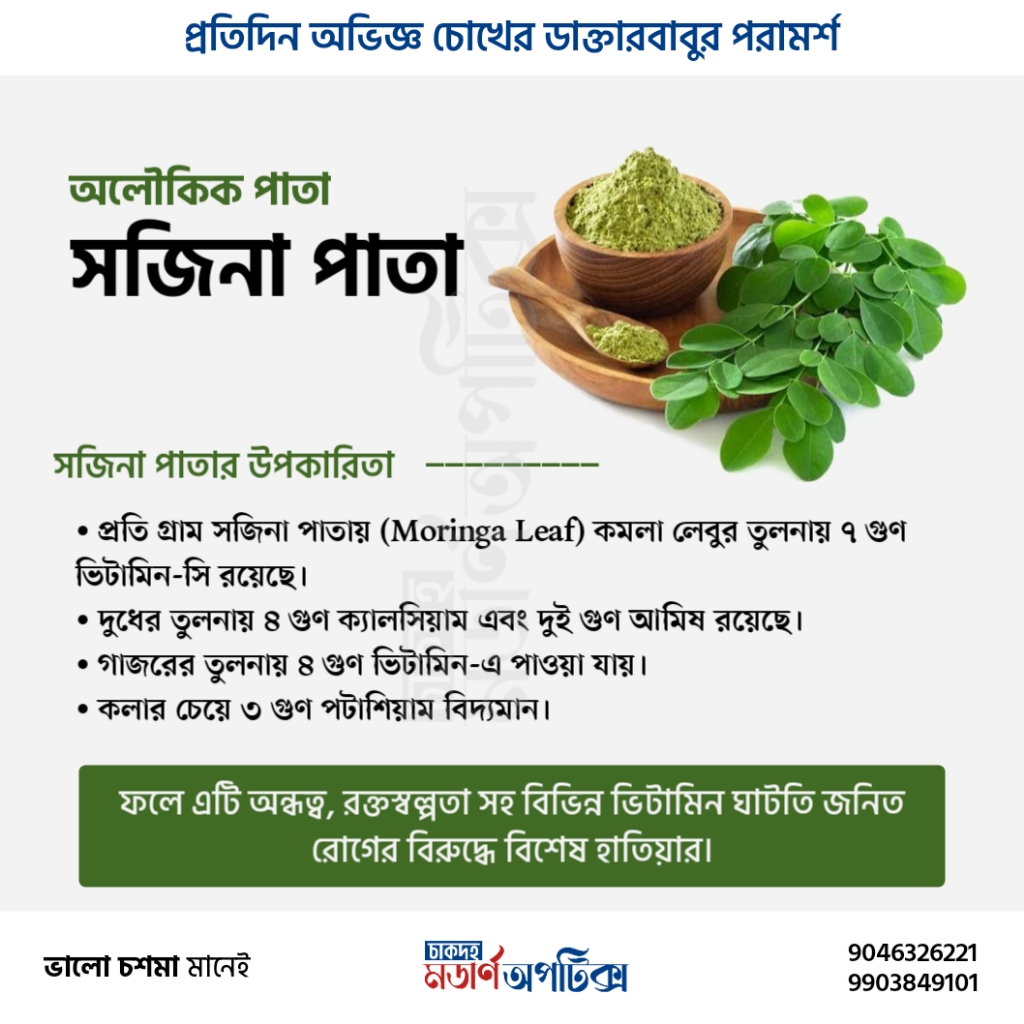 প্রতিদিন অভিজ্ঞ চোখের ডাক্তারবাবুর পরামর্শ
অলৌকিক পাতা
সজিনা পাতা
সজিনা পাতার উপকারিতা ---------
• প্রতি গ্রাম সজিনা পাতায় (Moringa Leaf) কমলা লেবুর তুলনায় ৭ গুণ
ভিটামিন-সি রয়েছে।
• দুধের তুলনায় ৪ গুণ ক্যালসিয়াম এবং দুই গুণ আমিষ রয়েছে।
• গাজরের তুলনায় ৪ গুণ ভিটামিন-এ পাওয়া যায়।
• কলার চেয়ে ৩ গুণ পটাশিয়াম বিদ্যমান।
ফলে এটি অন্ধত্ব, রক্তস্বল্পতা সহ বিভিন্ন ভিটামিন ঘাটতি জনিত
রোগের বিরুদ্ধে বিশেষ হাতিয়ার।
ভালো চশমা মানেই
চাকদহ
মডার্ণ অপটিক্স
9046326221
9903849101